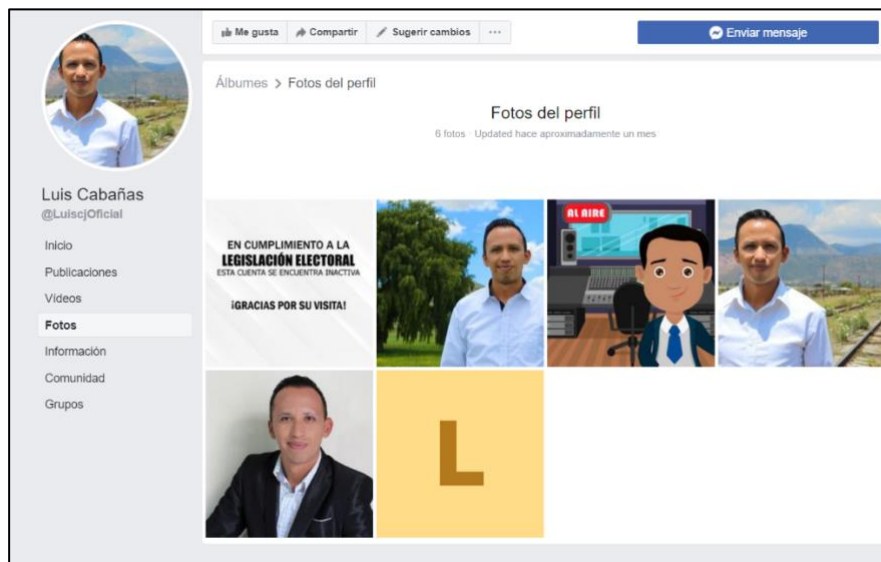 Me gusta
Compartir
Sugerir cambios
Enviar mensaje
Álbumes > Fotos del perfil
Fotos del perfil
6 fotos · Updated hace aproximadamente un mes
Luis Cabañas
@LuiscjOficial
Inicio
Publicaciones
Vídeos
Fotos
Información
Comunidad
Grupos
EN CUMPLIMIENTO A LA
LEGISLACIÓN ELECTORAL
ESTA CUENTA SE ENCUENTRA INACTIVA
¡GRACIAS POR SU VISITA!
AL AIRE
L